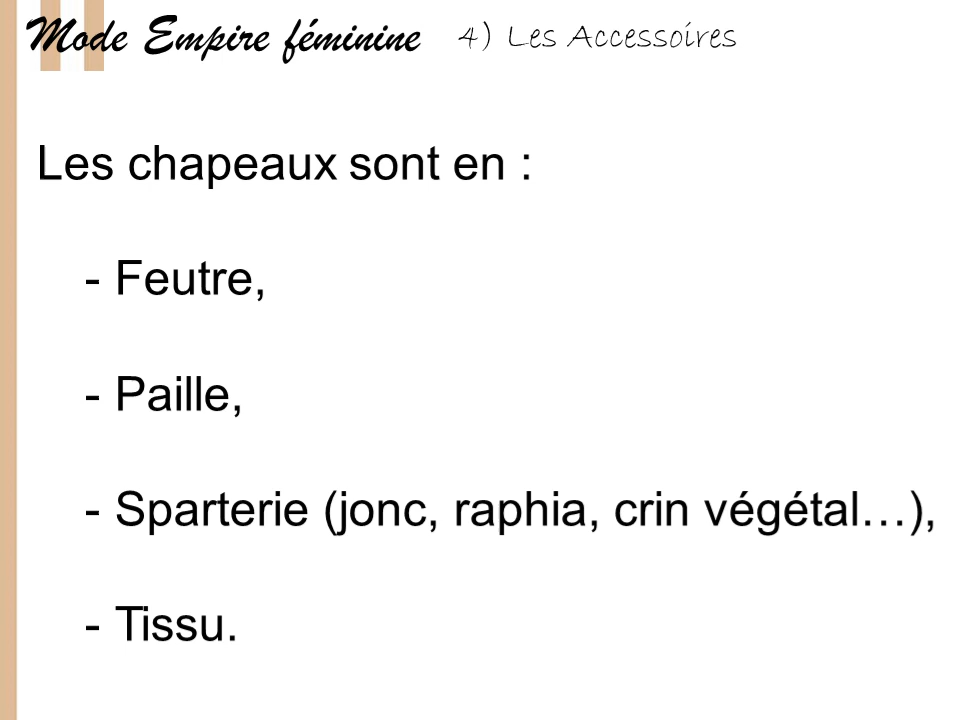 Mode Empire féminine 4) Les Accessoires
Les chapeaux sont en :
- Feutre,
- Paille,
- Sparterie (jonc, raphia, crin végétal…),
- Tissu.